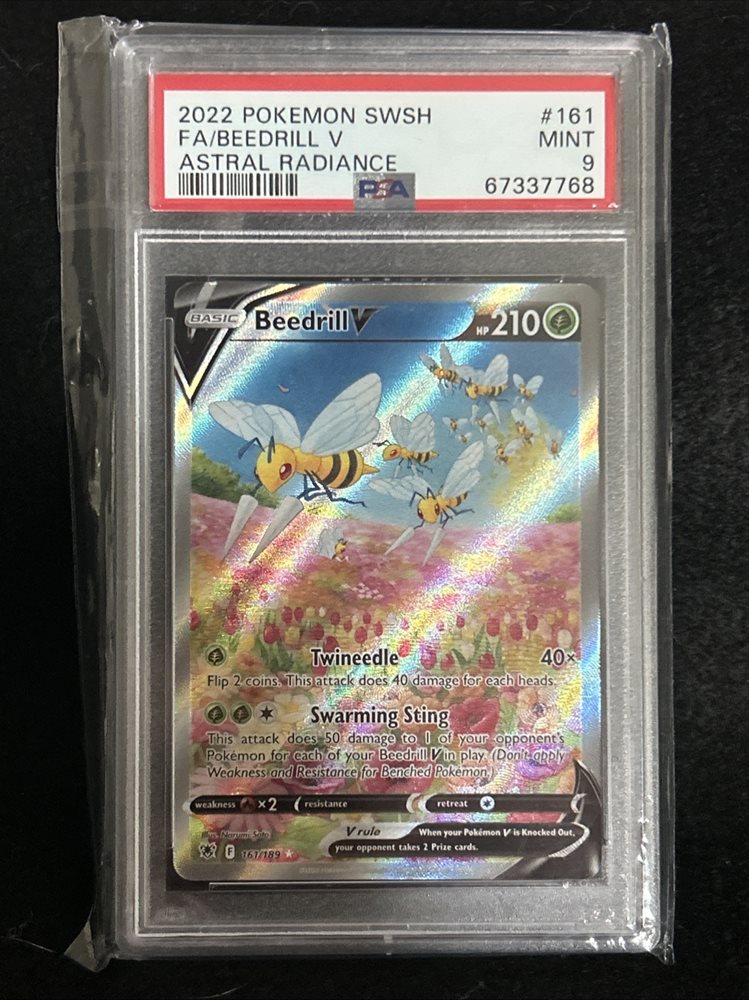 2022 POKEMON SWSH #161
FA/BEEDRILL V MINT
ASTRAL RADIANCE 9
PSA 67337768
BASIC Beedrill V HP 210
Twineedle 40×
Flip 2 coins. This attack does 40 damage for each heads.
Swarming Sting
This attack does 50 damage to 1 of your opponent's
Pokémon for each of your Beedrill V in play. (Don't apply
Weakness and Resistance for Benched Pokémon.)
weakness ×2 resistance retreat
Illus. Narumi Sato
V rule When your Pokémon V is Knocked Out,
your opponent takes 2 Prize cards.
F 161/189